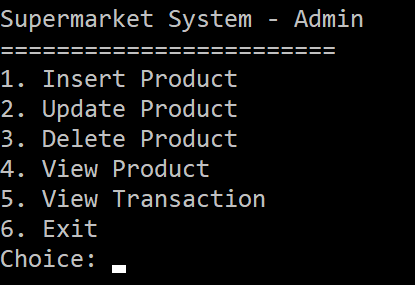 Supermarket System - Admin
========================
1. Insert Product
2. Update Product
3. Delete Product
4. View Product
5. View Transaction
6. Exit
Choice: